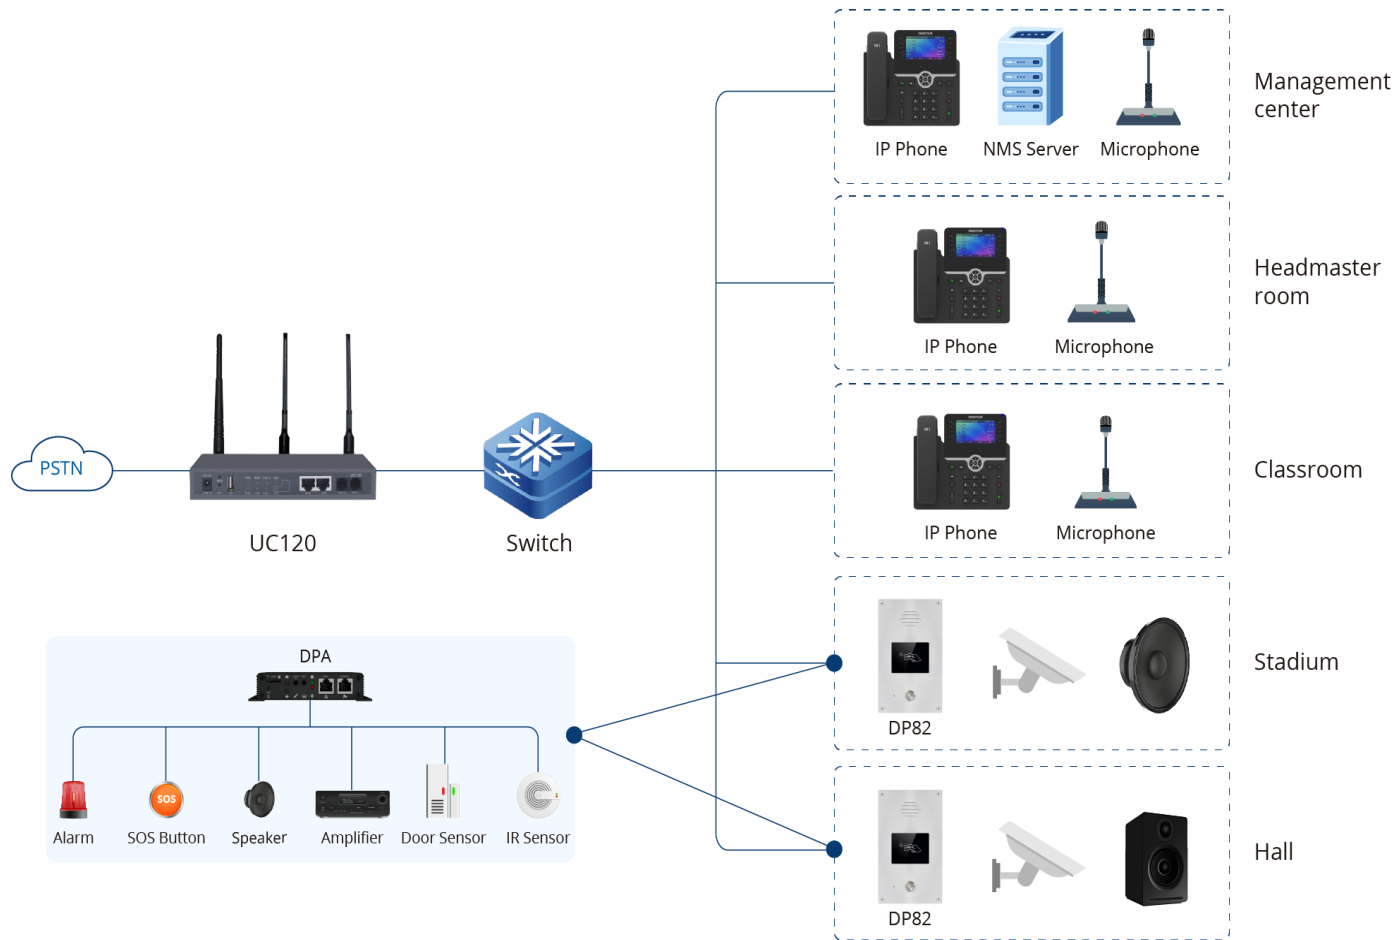 IP Phone
NMS Server
Microphone
Management
center
IP Phone
Microphone
Headmaster
room
PSTN
UC120
Switch
IP Phone
Microphone
Classroom
DPA
Alarm
SOS
SOS Button
Speaker
Amplifier
Door Sensor
IR Sensor
DP82
Stadium
DP82
Hall